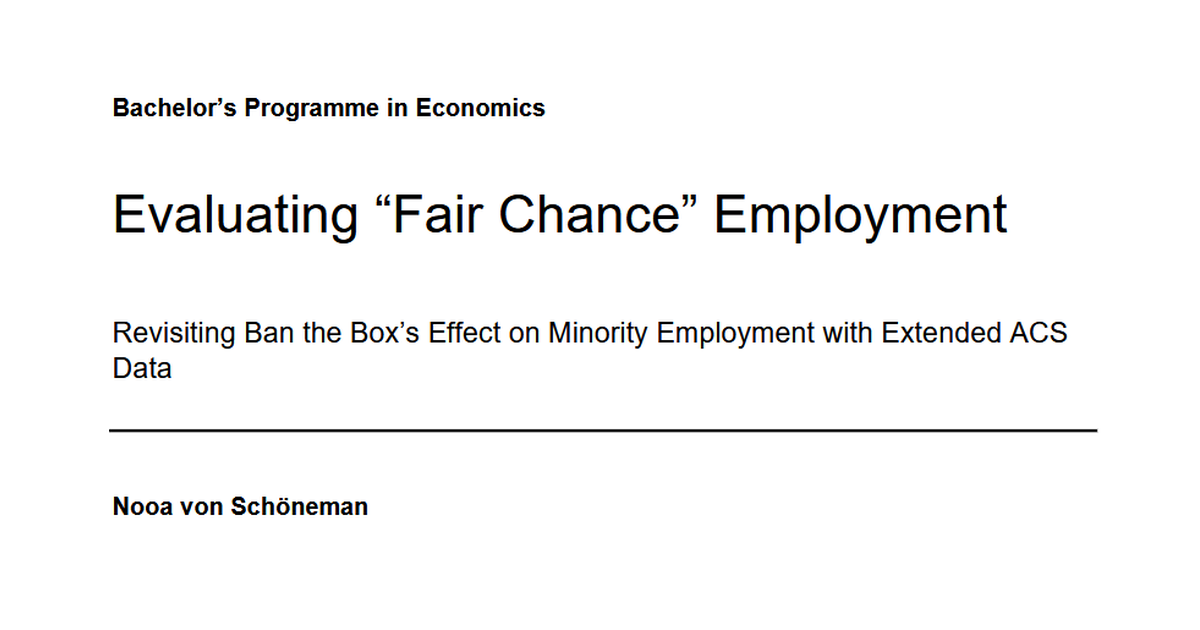 Bachelor’s Programme in Economics
Evaluating “Fair Chance” Employment
Revisiting Ban the Box’s Effect on Minority Employment with Extended ACS
Data
Nooa von Schöneman